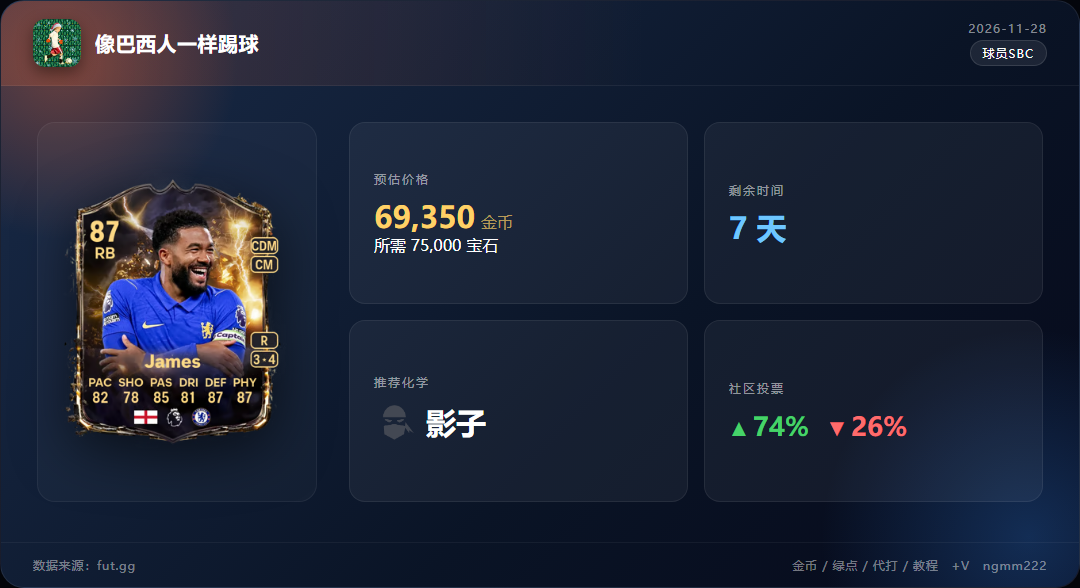 像巴西人一样踢球
2026-11-28
球员SBC
87
RB
CDM
CM
R
3·4
James
PAC SHO PAS DRI DEF PHY
82 78 85 81 87 87
预估价格
69,350 金币
所需 75,000 宝石
剩余时间
7 天
推荐化学
影子
社区投票
▲74% ▼26%
数据来源：fut.gg
金币 / 绿点 / 代打 / 教程 +V ngmm222